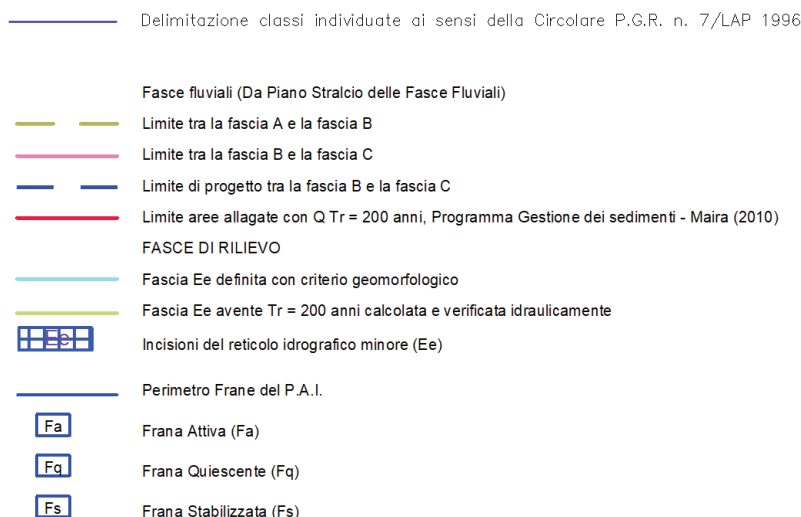 Delimitazione classi individuate ai sensi della Circolare P.G.R. n. 7/LAP 1996
Fasce fluviali (Da Piano Stralcio delle Fasce Fluviali)
Limite tra la fascia A e la fascia B
Limite tra la fascia B e la fascia C
Limite di progetto tra la fascia B e la fascia C
Limite aree allagate con Q Tr = 200 anni, Programma Gestione dei sedimenti - Maira (2010)
FASCE DI RILIEVO
Fascia Ee definita con criterio geomorfologico
Fascia Ee avente Tr = 200 anni calcolata e verificata idraulicamente
Ee Incisioni del reticolo idrografico minore (Ee)
Perimetro Frane del P.A.I.
Fa Frana Attiva (Fa)
Fq Frana Quiescente (Fq)
Fs Frana Stabilizzata (Fs)